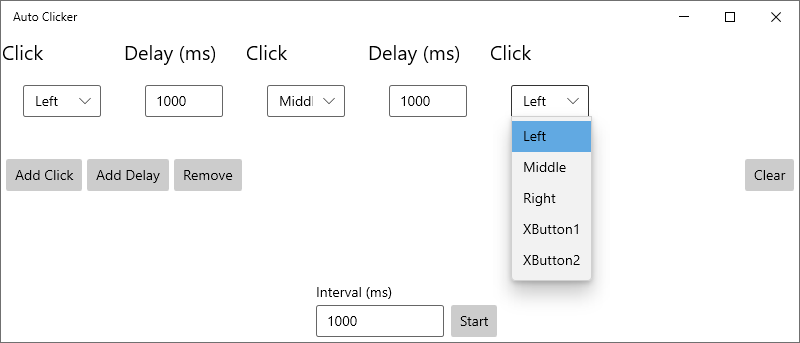 Auto Clicker
Click Delay (ms) Click Delay (ms) Click
Left 1000 Middl 1000 Left
Left
Middle
Right
XButton1
XButton2
Add Click Add Delay Remove Clear
Interval (ms)
1000 Start